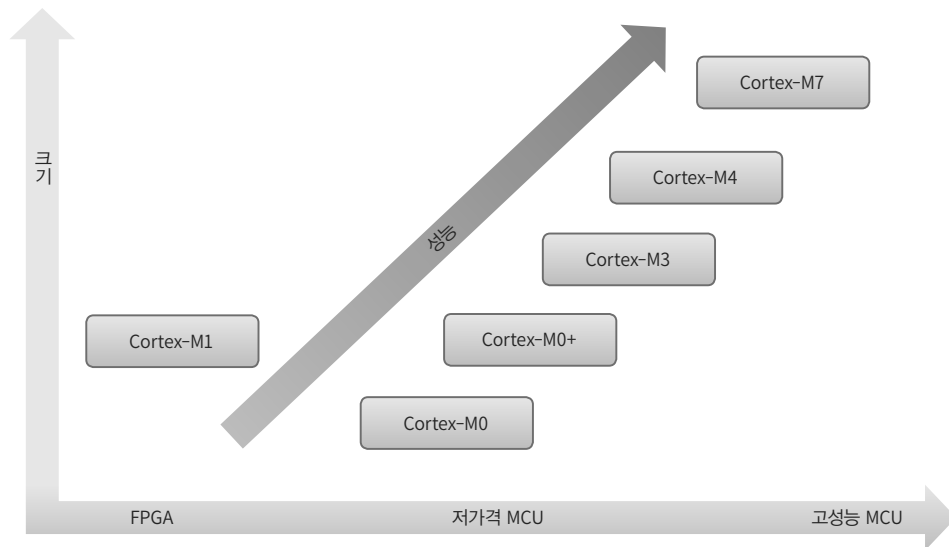 Cortex-M7
크기
Cortex-M4
성능
Cortex-M3
Cortex-M1
Cortex-M0+
Cortex-M0
FPGA
저가격 MCU
고성능 MCU